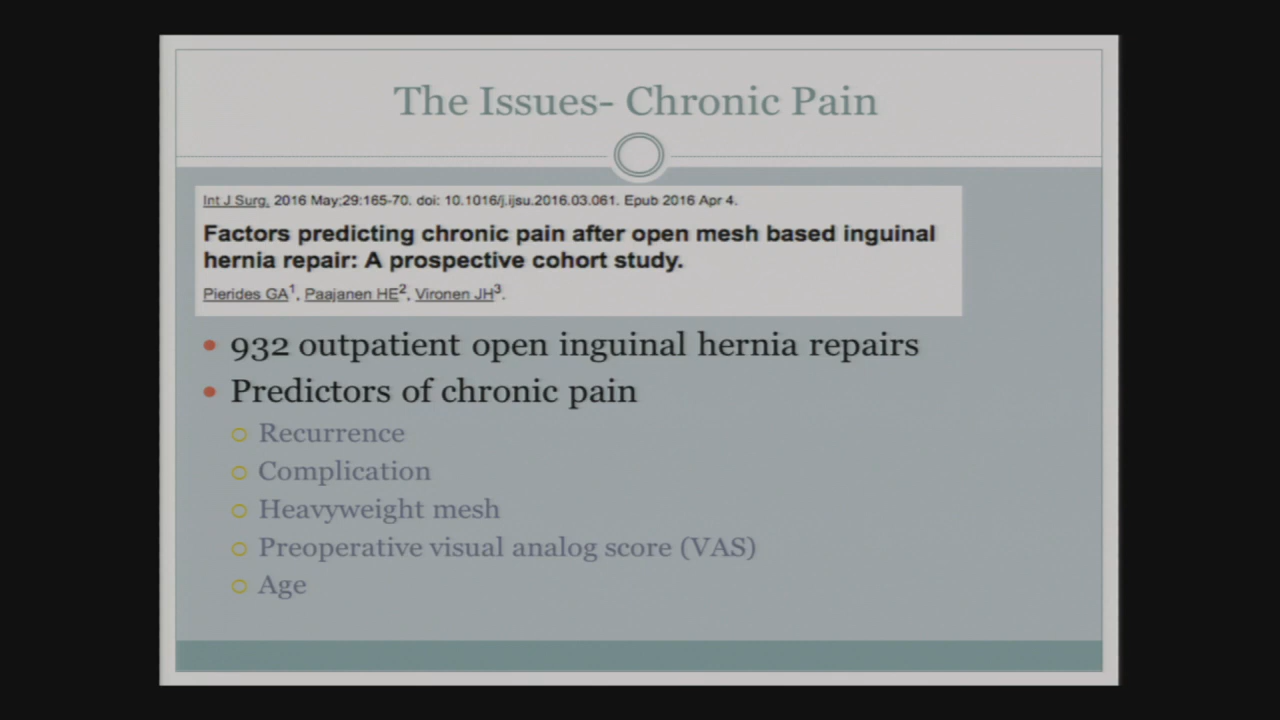 The Issues- Chronic Pain
Int J Surg. 2016 May;29:165-70. doi: 10.1016/j.ijsu.2016.03.061. Epub 2016 Apr 4.
Factors predicting chronic pain after open mesh based inguinal
hernia repair: A prospective cohort study.
Pierides GA1, Paajanen HE2, Vironen JH3.
• 932 outpatient open inguinal hernia repairs
• Predictors of chronic pain
○ Recurrence
○ Complication
○ Heavyweight mesh
○ Preoperative visual analog score (VAS)
○ Age